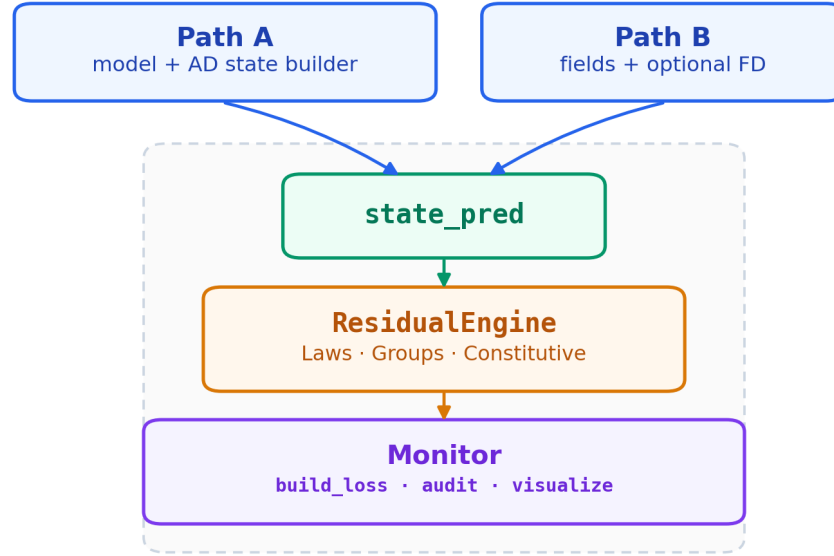 Path A
model + AD state builder
Path B
fields + optional FD
state_pred
ResidualEngine
Laws · Groups · Constitutive
Monitor
build_loss · audit · visualize